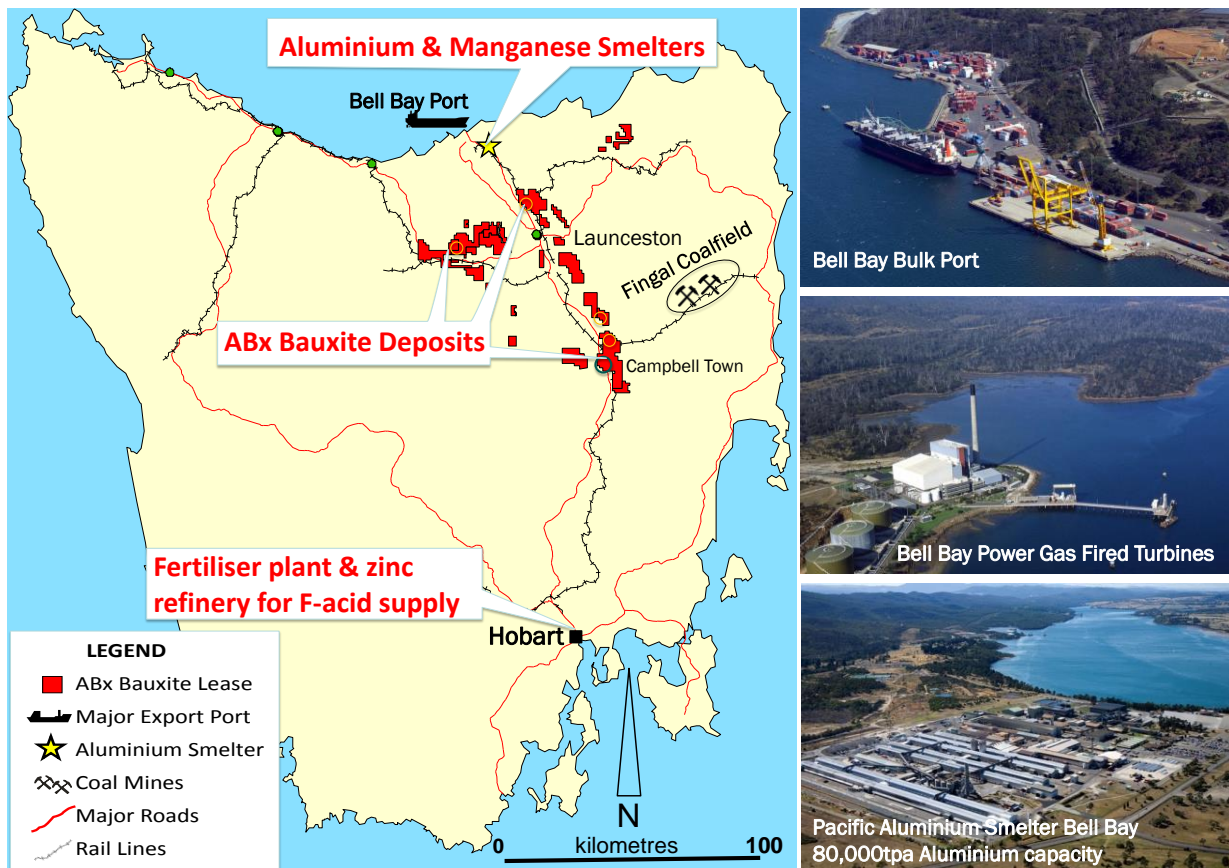 Aluminium & Manganese Smelters
Bell Bay Port
Launceston
Fingal Coalfield
ABx Bauxite Deposits
Campbell Town
Fertiliser plant & zinc
refinery for F-acid supply
Hobart
LEGEND
ABx Bauxite Lease
Major Export Port
Aluminium Smelter
Coal Mines
Major Roads
Rail Lines
N
0 kilometres 100
Bell Bay Bulk Port
Bell Bay Power Gas Fired Turbines
Pacific Aluminium Smelter Bell Bay
80,000tpa Aluminium capacity